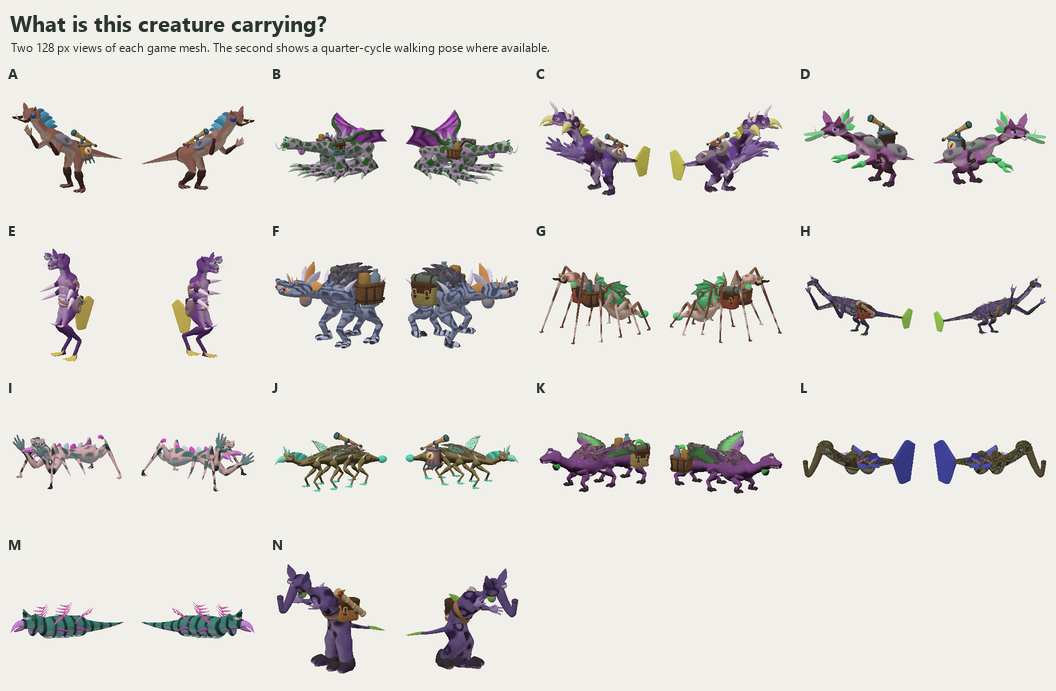 What is this creature carrying?
Two 128 px views of each game mesh. The second shows a quarter-cycle walking pose where available.
A B C D
E F G H
I J K L
M N